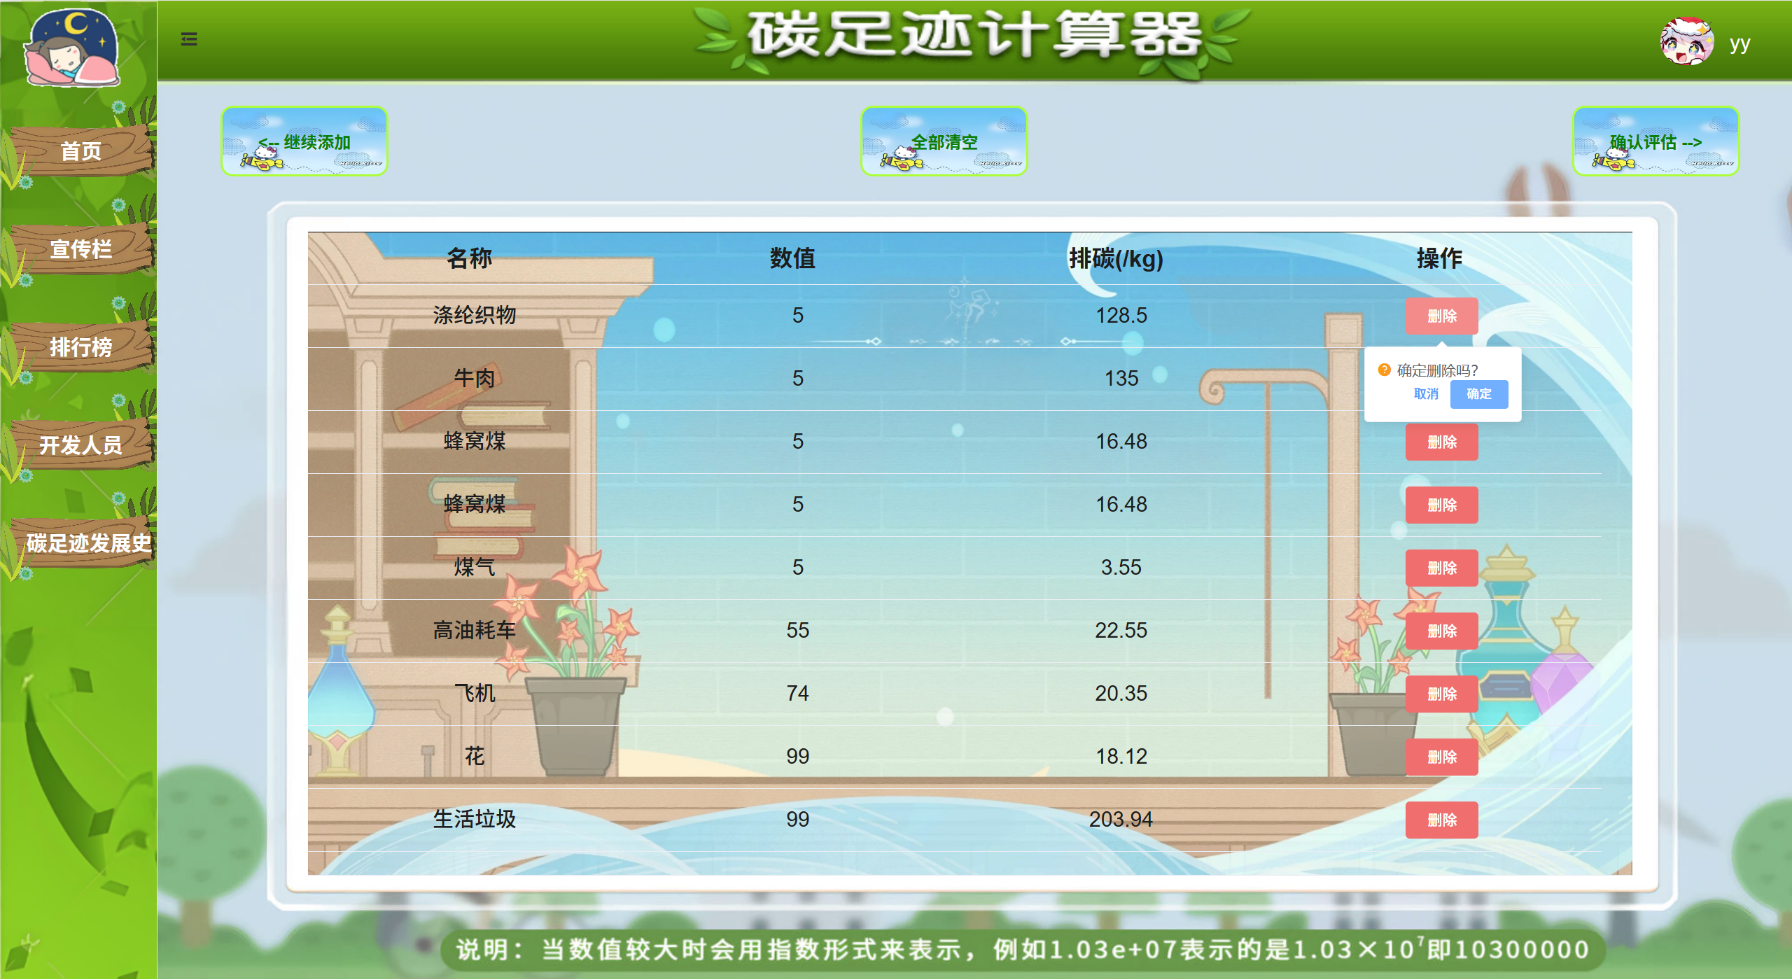 碳足迹计算器
yy
首页
宣传栏
排行榜
开发人员
碳足迹发展史
<-- 继续添加
全部清空
确认评估 -->
名称 数值 排碳(/kg) 操作
涤纶织物 5 128.5 删除
牛肉 5 135
确定删除吗?
取消 确定
蜂窝煤 5 16.48 删除
蜂窝煤 5 16.48 删除
煤气 5 3.55 删除
高油耗车 55 22.55 删除
飞机 74 20.35 删除
花 99 18.12 删除
生活垃圾 99 203.94 删除
说明：当数值较大时会用指数形式来表示，例如1.03e+07表示的是1.03×10⁷即10300000